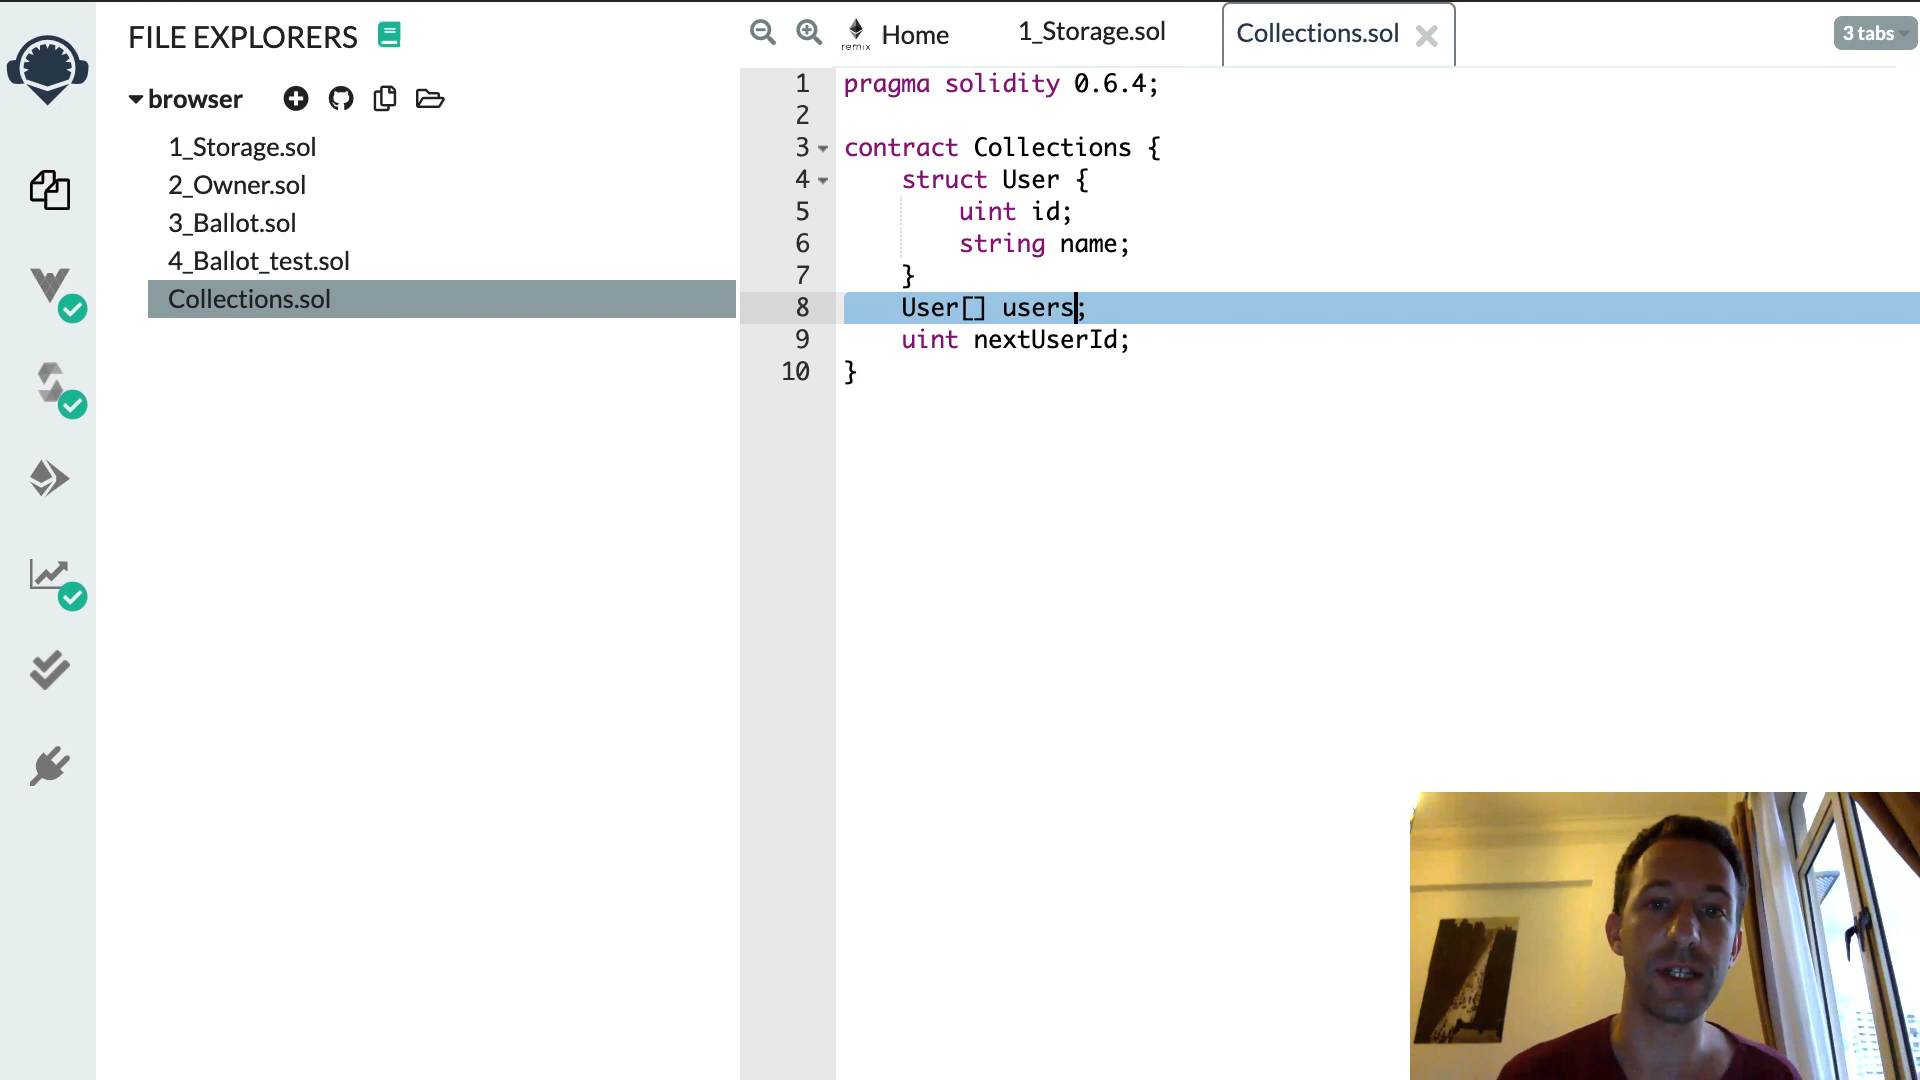 FILE EXPLORERS
browser
1_Storage.sol
2_Owner.sol
3_Ballot.sol
4_Ballot_test.sol
Collections.sol
remix
Home
1_Storage.sol
Collections.sol
3 tabs
1 pragma solidity 0.6.4;
2
3 contract Collections {
4 struct User {
5 uint id;
6 string name;
7 }
8 User[] users;
9 uint nextUserId;
10 }